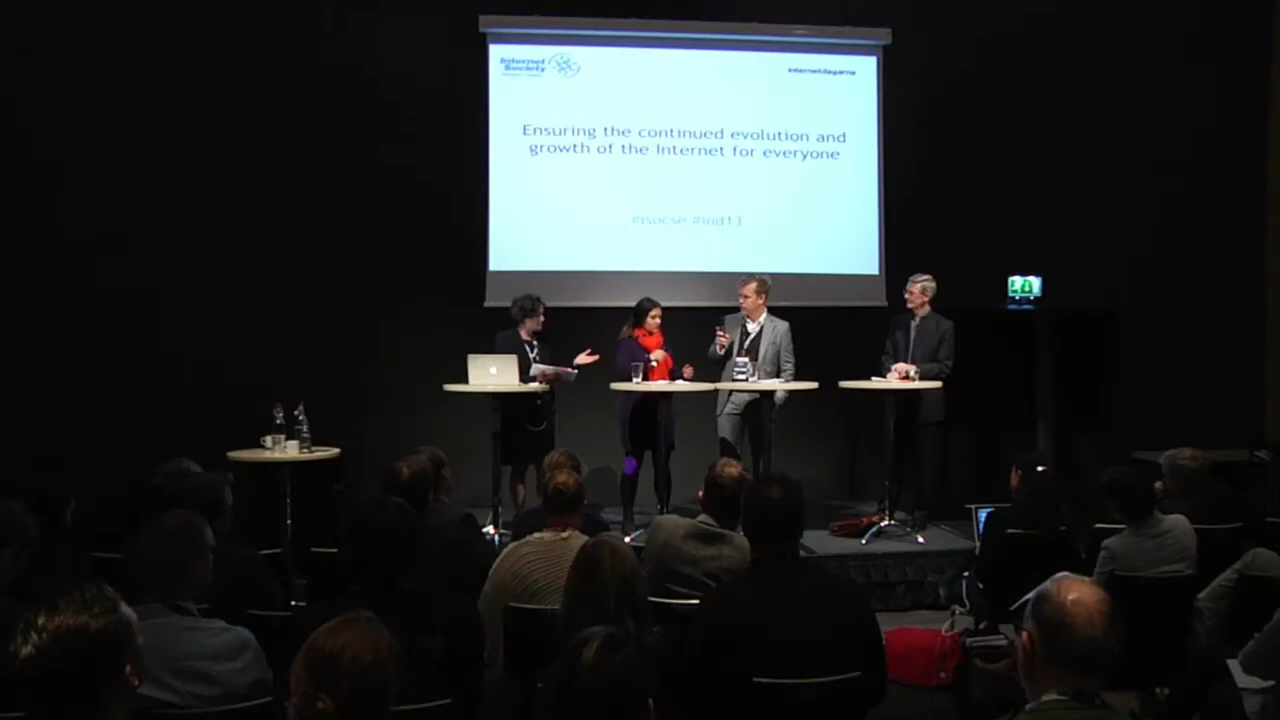 Internet
Society
internetdagarna
Ensuring the continued evolution and
growth of the Internet for everyone
#isocse #ind13